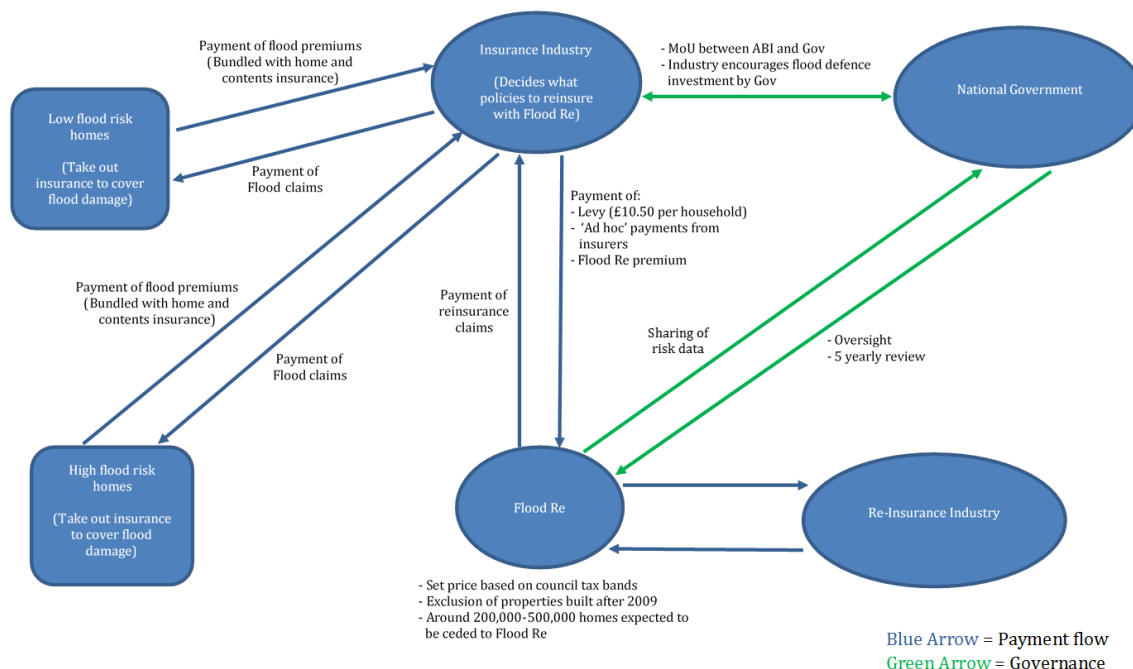 Payment of flood premiums
(Bundled with home and
contents insurance)
Insurance Industry
(Decides what
policies to reinsure
with Flood Re)
- MoU between ABI and Gov
- Industry encourages flood defence
investment by Gov
National Government
Low flood risk
homes
(Take out
insurance to cover
flood damage)
Payment of
Flood claims
Payment of:
- Levy (£10.50 per household)
- ‘Ad hoc’ payments from
insurers
- Flood Re premium
Payment of flood premiums
(Bundled with home and
contents insurance)
Payment of
reinsurance
claims
Sharing of
risk data
- Oversight
- 5 yearly review
Payment of
Flood claims
High flood risk
homes
(Take out insurance
to cover flood
damage)
Flood Re
Re-Insurance Industry
- Set price based on council tax bands
- Exclusion of properties built after 2009
- Around 200,000-500,000 homes expected to
be ceded to Flood Re
Blue Arrow = Payment flow
Green Arrow = Governance